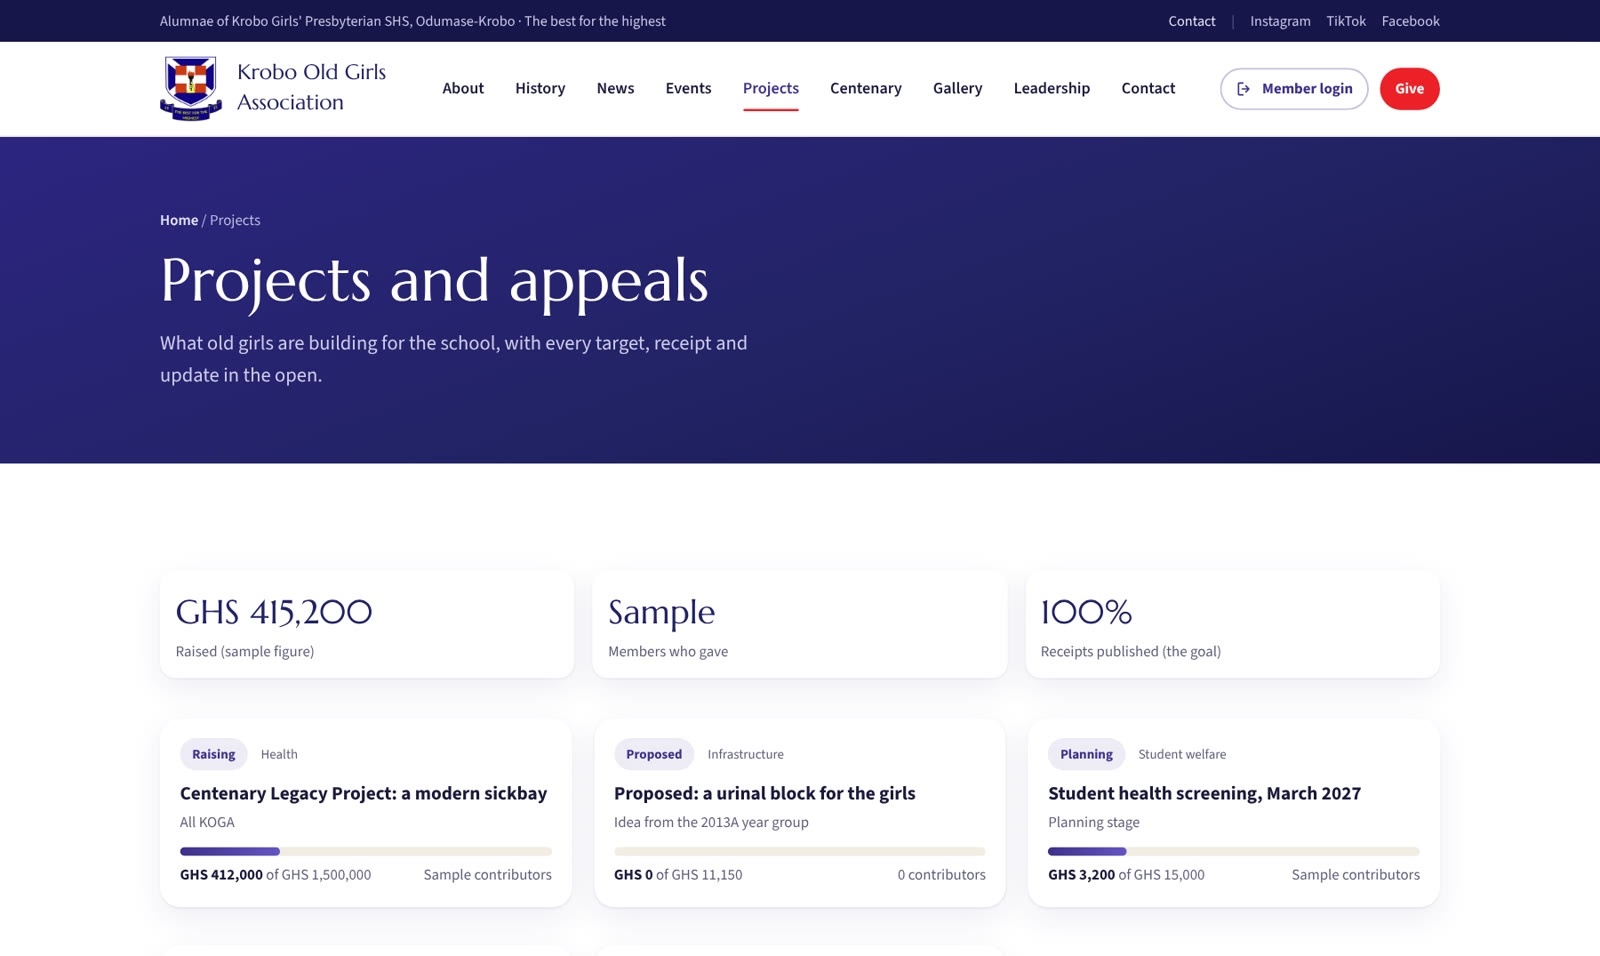 Alumnae of Krobo Girls' Presbyterian SHS, Odumase-Krobo · The best for the highest
Contact | Instagram TikTok Facebook
THE BEST FOR THE
HIGHEST
Krobo Old Girls
Association
About History News Events Projects Centenary Gallery Leadership Contact
Member login
Give
Home / Projects
Projects and appeals
What old girls are building for the school, with every target, receipt and
update in the open.
GHS 415,200
Raised (sample figure)
Sample
Members who gave
100%
Receipts published (the goal)
Raising Health
Centenary Legacy Project: a modern sickbay
All KOGA
GHS 412,000 of GHS 1,500,000 Sample contributors
Proposed Infrastructure
Proposed: a urinal block for the girls
Idea from the 2013A year group
GHS 0 of GHS 11,150 0 contributors
Planning Student welfare
Student health screening, March 2027
Planning stage
GHS 3,200 of GHS 15,000 Sample contributors